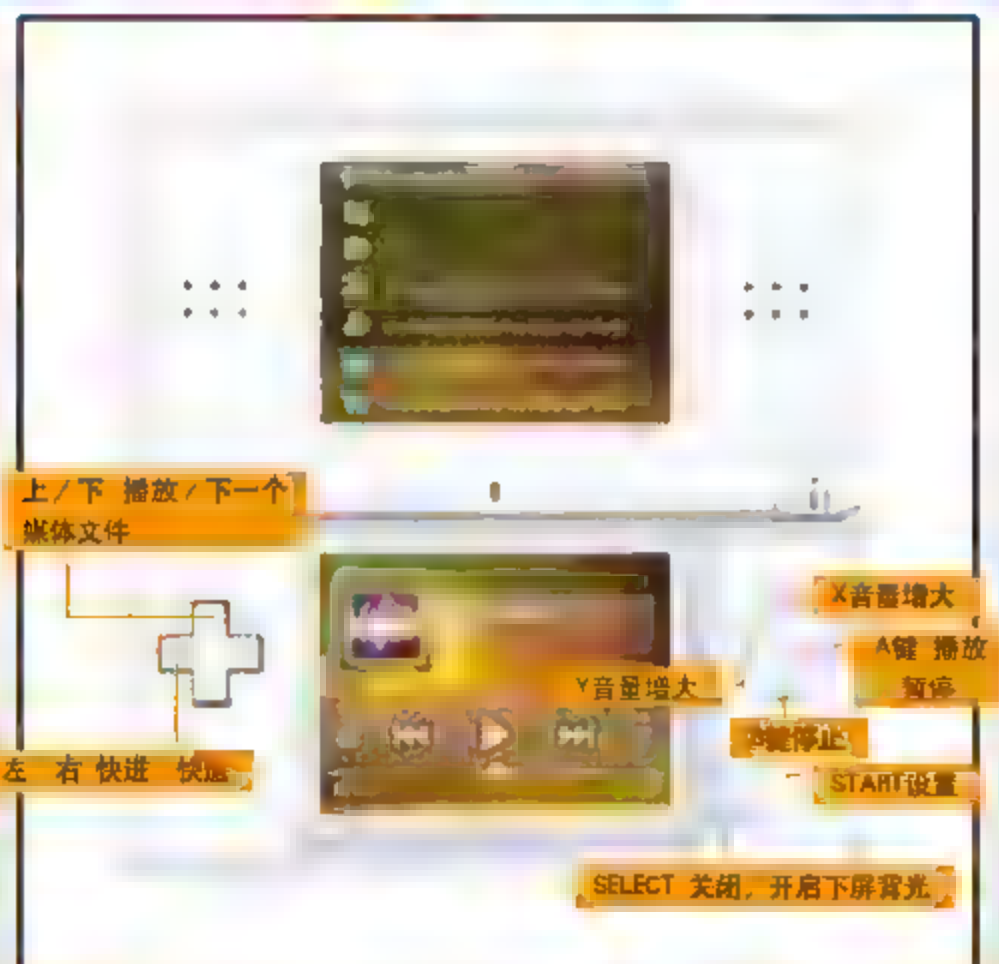 上/下 播放/下一个
媒体文件
X音量增大
A键 播放
暂停
Y音量增大
键停止
左 右 快进 快退
START设置
SELECT 关闭，开启下屏背光